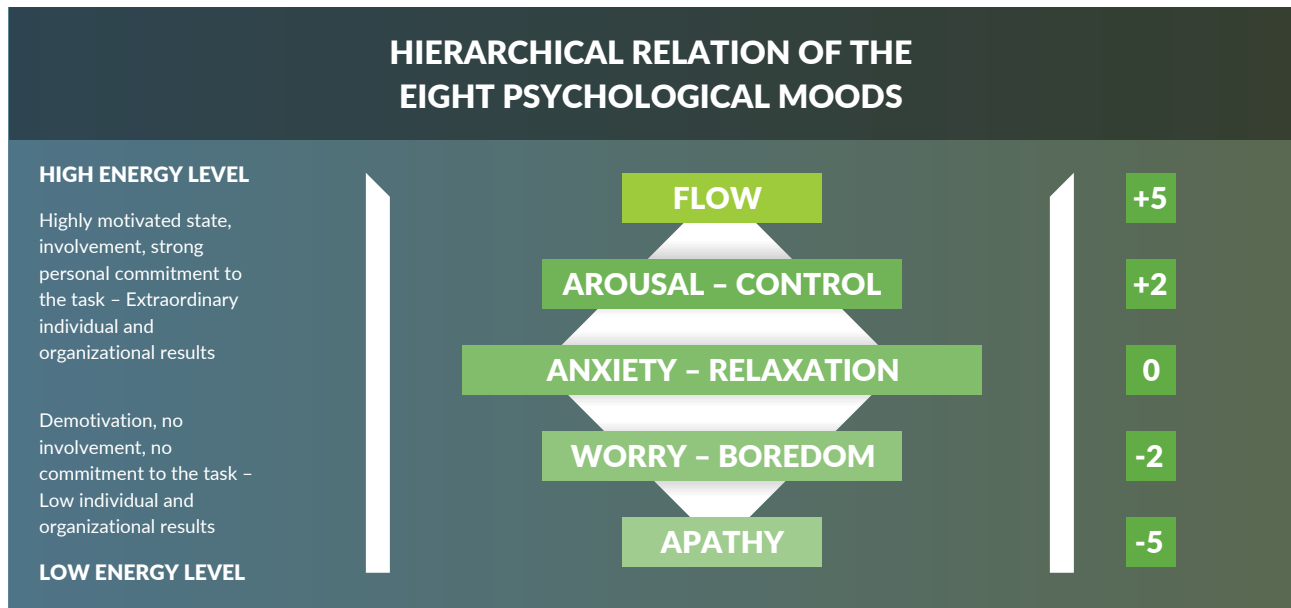 HIERARCHICAL RELATION OF THE
EIGHT PSYCHOLOGICAL MOODS
HIGH ENERGY LEVEL
Highly motivated state,
involvement, strong
personal commitment to
the task – Extraordinary
individual and
organizational results
Demotivation, no
involvement, no
commitment to the task –
Low individual and
organizational results
LOW ENERGY LEVEL
FLOW
AROUSAL – CONTROL
ANXIETY – RELAXATION
WORRY – BOREDOM
APATHY
+5
+2
0
-2
-5